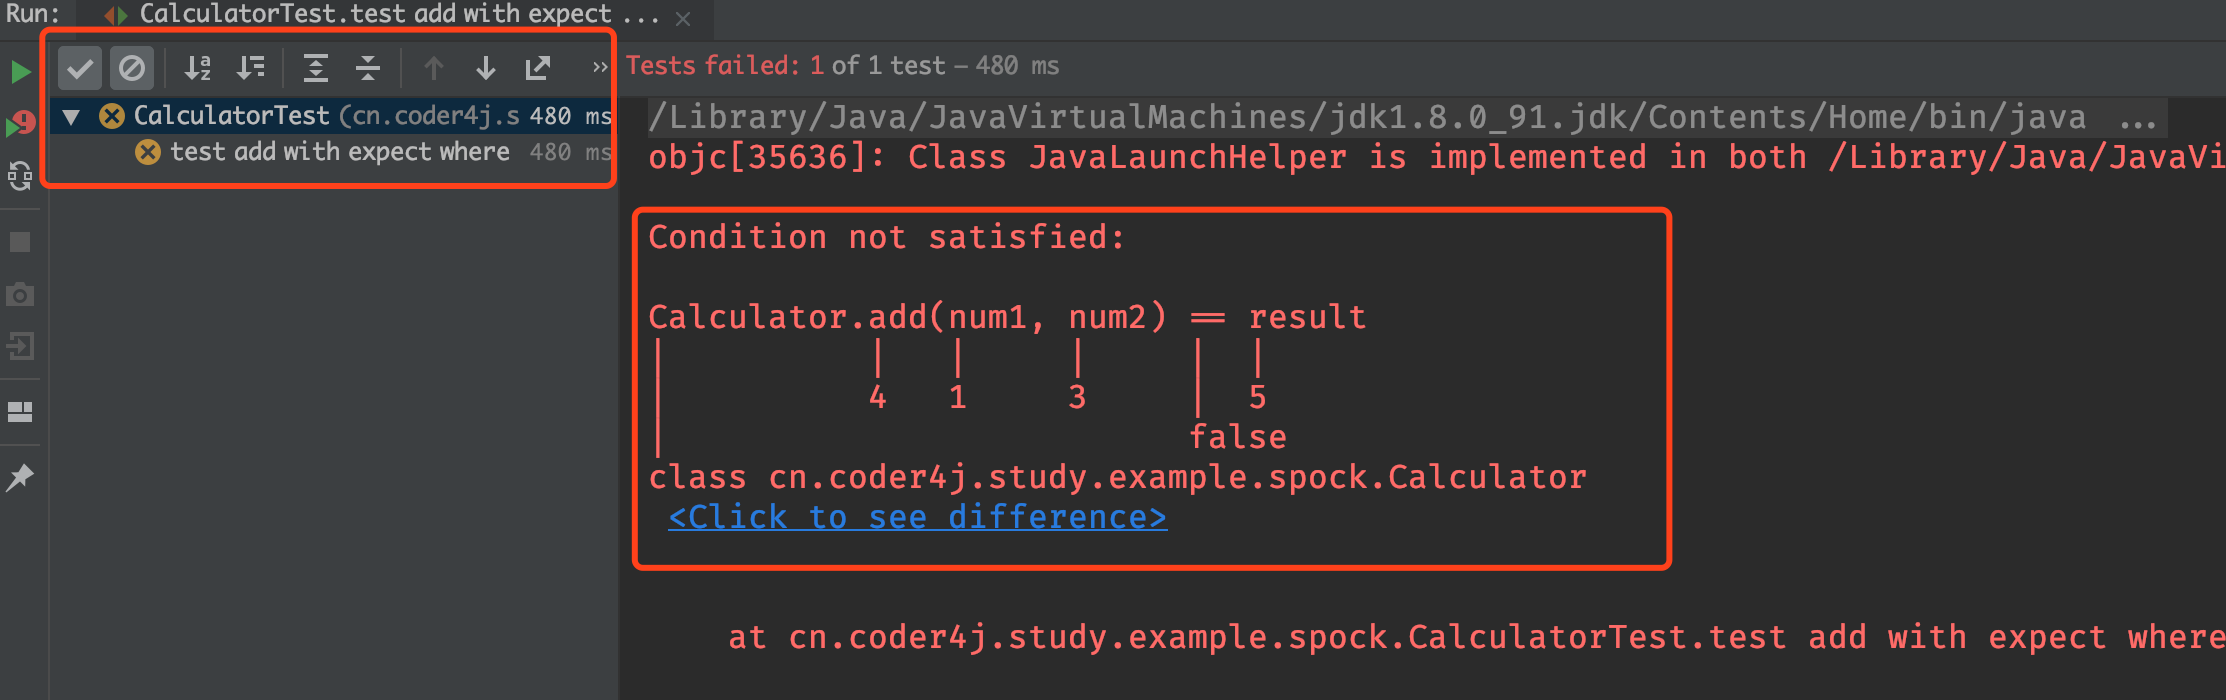 Run: CalculatorTest.test add with expect ...
Tests failed: 1 of 1 test – 480 ms
CalculatorTest (cn.coder4j.s 480 ms
test add with expect where 480 ms
/Library/Java/JavaVirtualMachines/jdk1.8.0_91.jdk/Contents/Home/bin/java ...
objc[35636]: Class JavaLaunchHelper is implemented in both /Library/Java/JavaVi
Condition not satisfied:
Calculator.add(num1, num2) == result
| | | | | |
| 4 1 3 | 5
| false
class cn.coder4j.study.example.spock.Calculator
<Click to see difference>
at cn.coder4j.study.example.spock.CalculatorTest.test add with expect where